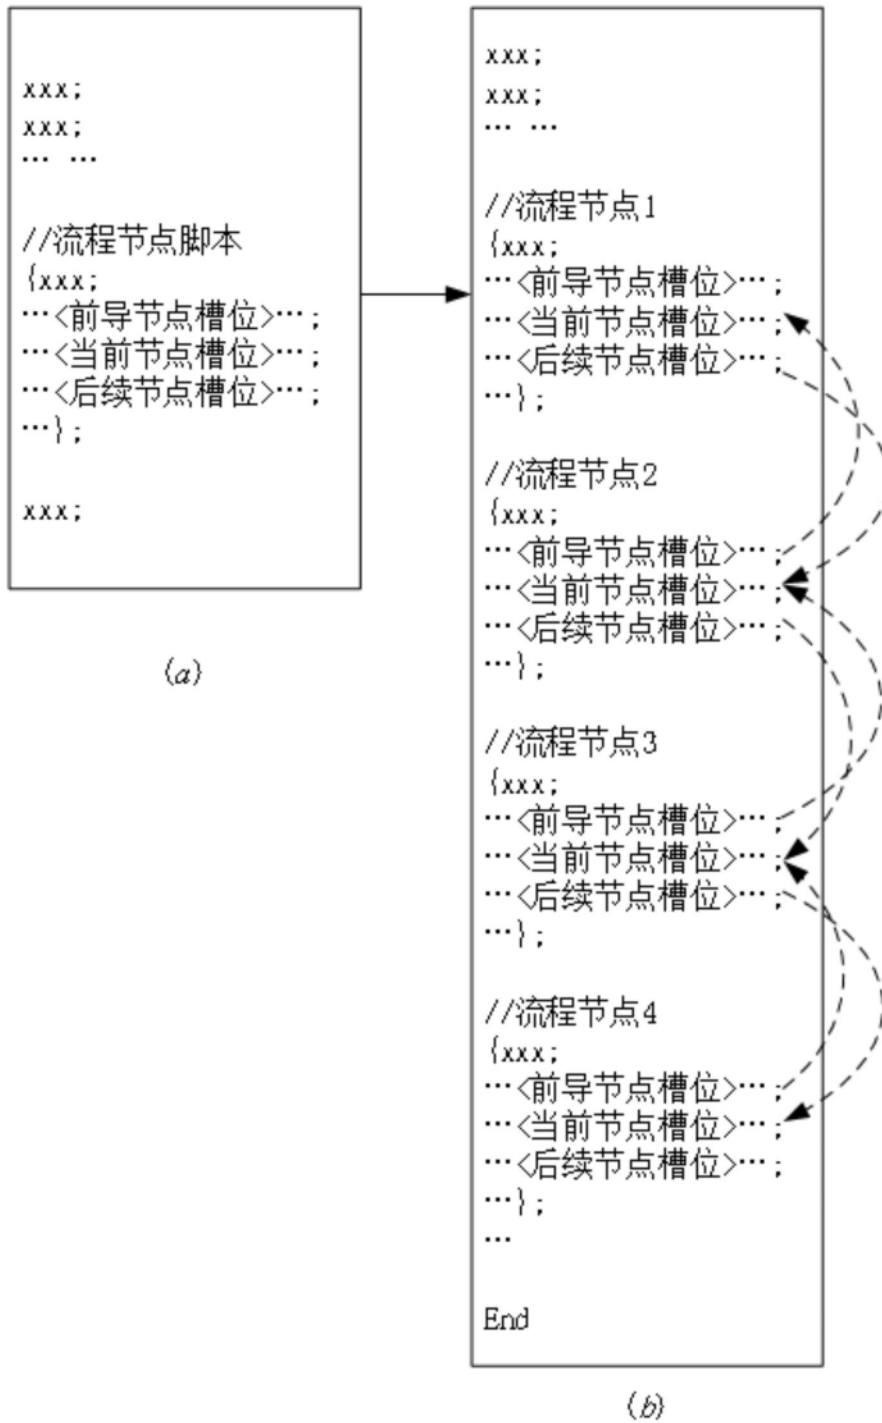 xxx;
xxx;
… …
//流程节点脚本
{xxx;
…<前导节点槽位>…;
…<当前节点槽位>…;
…<后续节点槽位>…;
…};
xxx;
(a)
xxx;
xxx;
… …
//流程节点1
{xxx;
…<前导节点槽位>…;
…<当前节点槽位>…;
…<后续节点槽位>…;
…};
//流程节点2
{xxx;
…<前导节点槽位>…;
…<当前节点槽位>…;
…<后续节点槽位>…;
…};
//流程节点3
{xxx;
…<前导节点槽位>…;
…<当前节点槽位>…;
…<后续节点槽位>…;
…};
//流程节点4
{xxx;
…<前导节点槽位>…;
…<当前节点槽位>…;
…<后续节点槽位>…;
…};
…
End
(b)